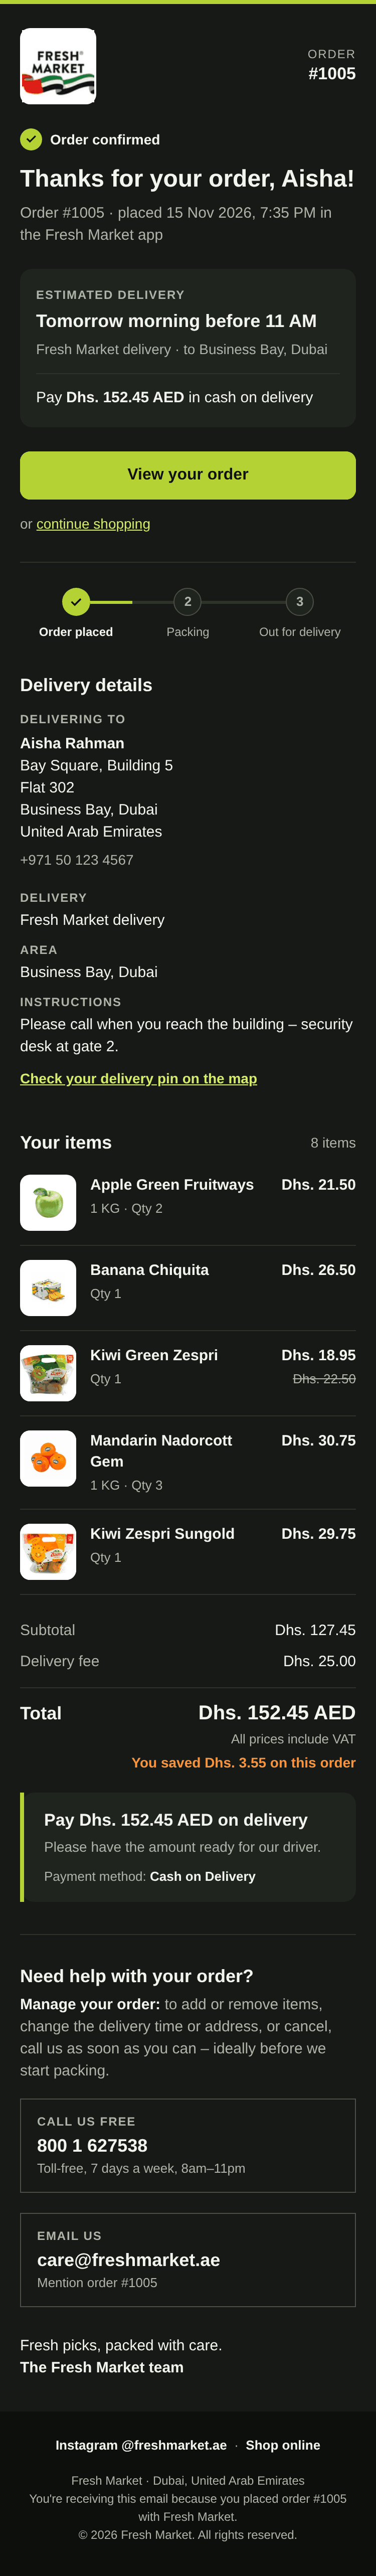 FRESH
MARKET
ORDER
#1005
Order confirmed
Thanks for your order, Aisha!
Order #1005 · placed 15 Nov 2026, 7:35 PM in
the Fresh Market app
ESTIMATED DELIVERY
Tomorrow morning before 11 AM
Fresh Market delivery · to Business Bay, Dubai
Pay Dhs. 152.45 AED in cash on delivery
View your order
or continue shopping
2
3
Order placed
Packing
Out for delivery
Delivery details
DELIVERING TO
Aisha Rahman
Bay Square, Building 5
Flat 302
Business Bay, Dubai
United Arab Emirates
+971 50 123 4567
DELIVERY
Fresh Market delivery
AREA
Business Bay, Dubai
INSTRUCTIONS
Please call when you reach the building – security
desk at gate 2.
Check your delivery pin on the map
Your items
8 items
Apple Green Fruitways
Dhs. 21.50
1 KG · Qty 2
Banana Chiquita
Dhs. 26.50
Qty 1
Kiwi Green Zespri
Dhs. 18.95
Qty 1
Dhs. 22.50
Mandarin Nadorcott
Gem
Dhs. 30.75
1 KG · Qty 3
Kiwi Zespri Sungold
Dhs. 29.75
Qty 1
Subtotal
Dhs. 127.45
Delivery fee
Dhs. 25.00
Total
Dhs. 152.45 AED
All prices include VAT
You saved Dhs. 3.55 on this order
Pay Dhs. 152.45 AED on delivery
Please have the amount ready for our driver.
Payment method: Cash on Delivery
Need help with your order?
Manage your order: to add or remove items,
change the delivery time or address, or cancel,
call us as soon as you can – ideally before we
start packing.
CALL US FREE
800 1 627538
Toll-free, 7 days a week, 8am–11pm
EMAIL US
care@freshmarket.ae
Mention order #1005
Fresh picks, packed with care.
The Fresh Market team
Instagram @freshmarket.ae · Shop online
Fresh Market · Dubai, United Arab Emirates
You're receiving this email because you placed order #1005
with Fresh Market.
© 2026 Fresh Market. All rights reserved.